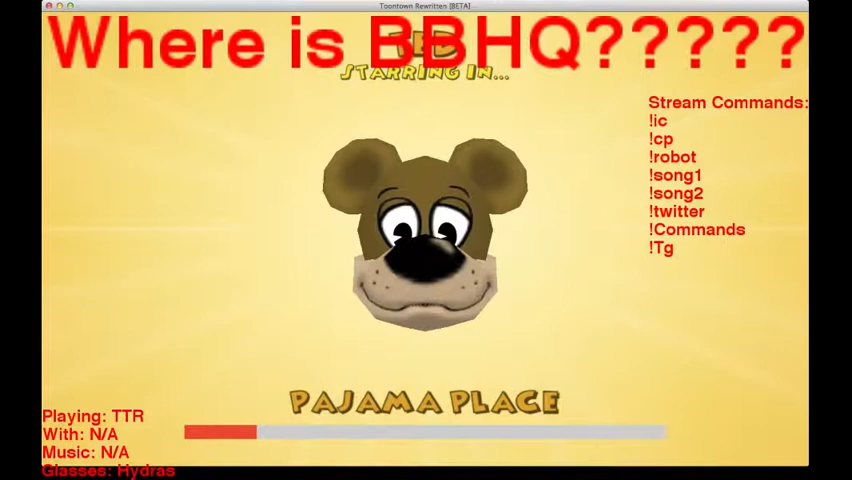 Toontown Rewritten [BETA]
Where is BBHQ?????
STARRING IN...
Stream Commands:
!ic
!cp
!robot
!song1
!song2
!twitter
!Commands
!Tg
PAJAMA PLACE
Playing: TTR
With: N/A
Music: N/A
Glasses: Hydras